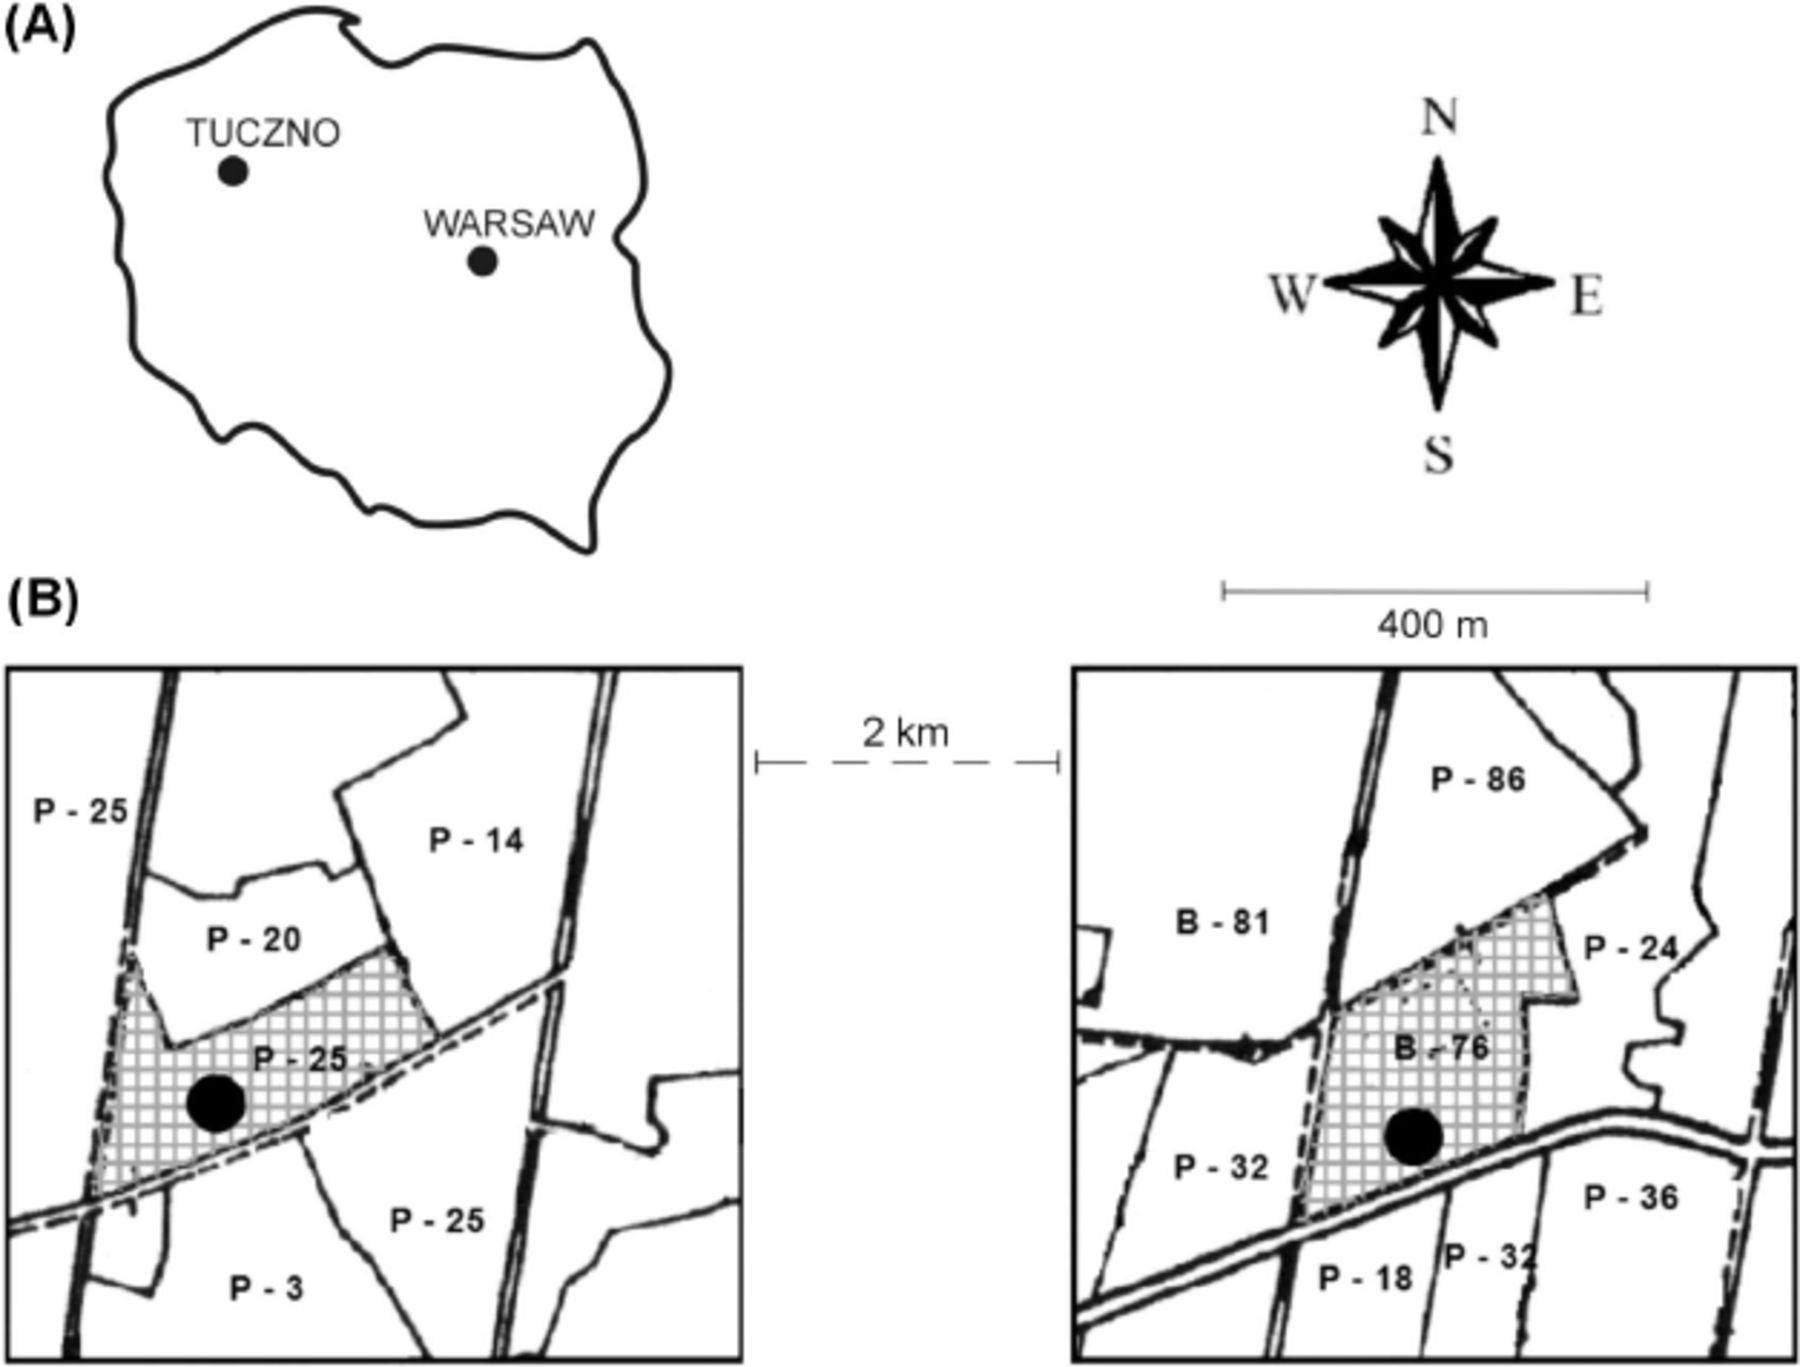 (A)
TUCZNO
WARSAW
N
W
E
S
(B)
400 m
2 km
P - 25
P - 14
P - 20
P - 25
P - 25
P - 3
P - 86
B - 81
P - 24
B - 76
P - 32
P - 36
P - 32
P - 18